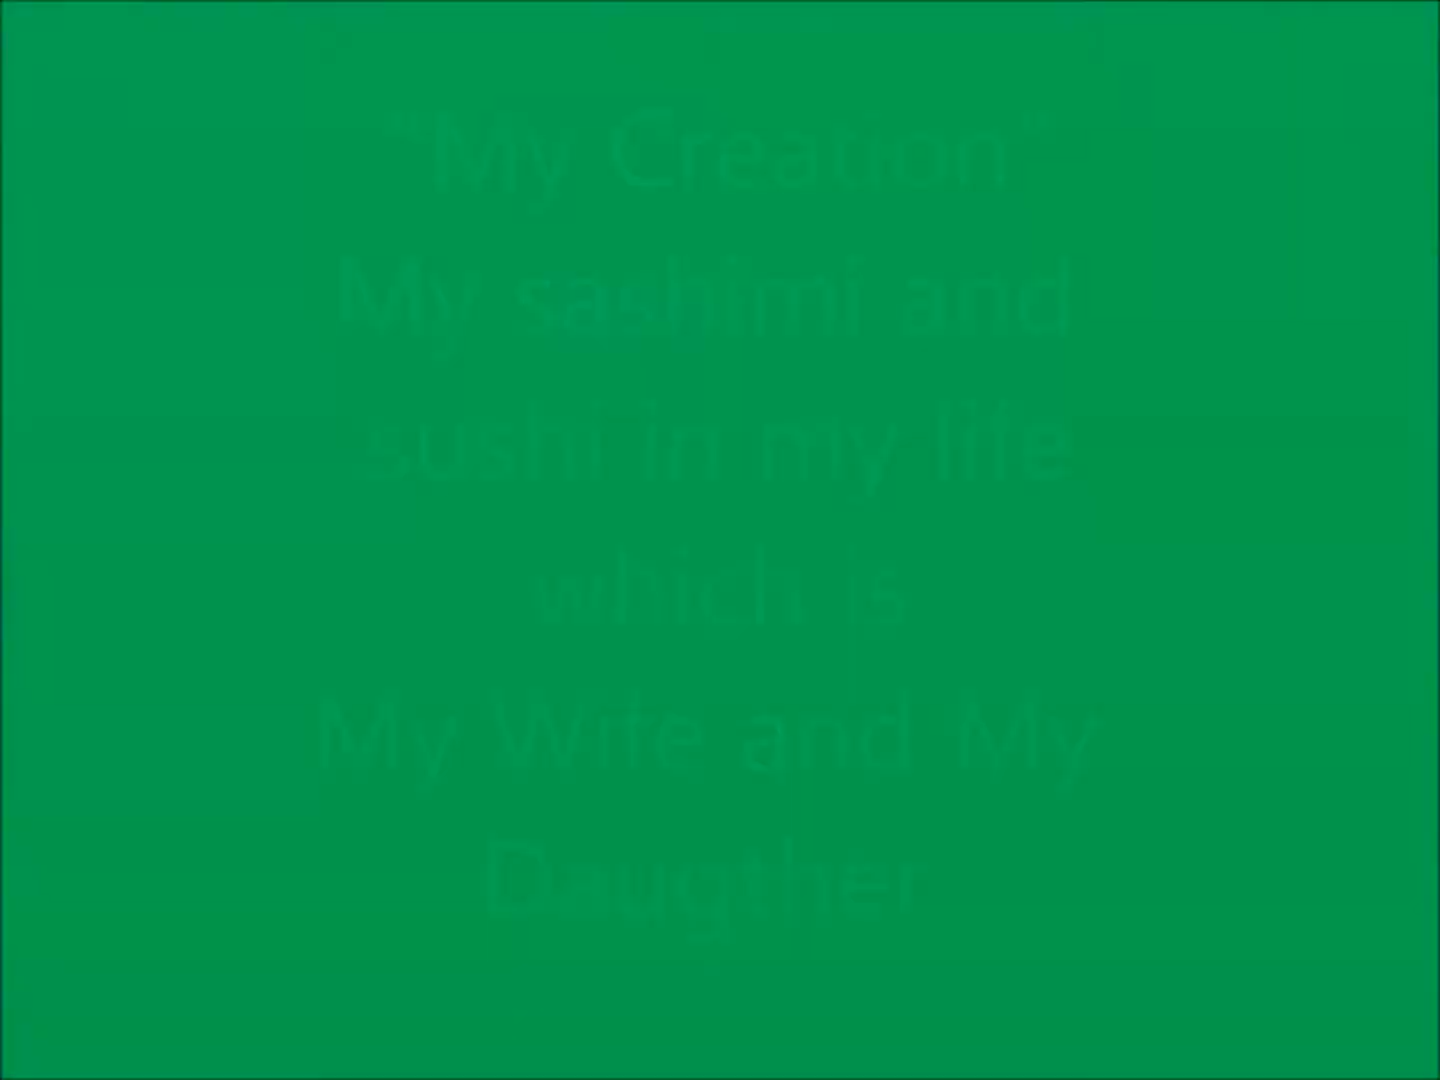 "My Creation"
My sashimi and
sushi in my life
which is
My Wife and My
Daugther